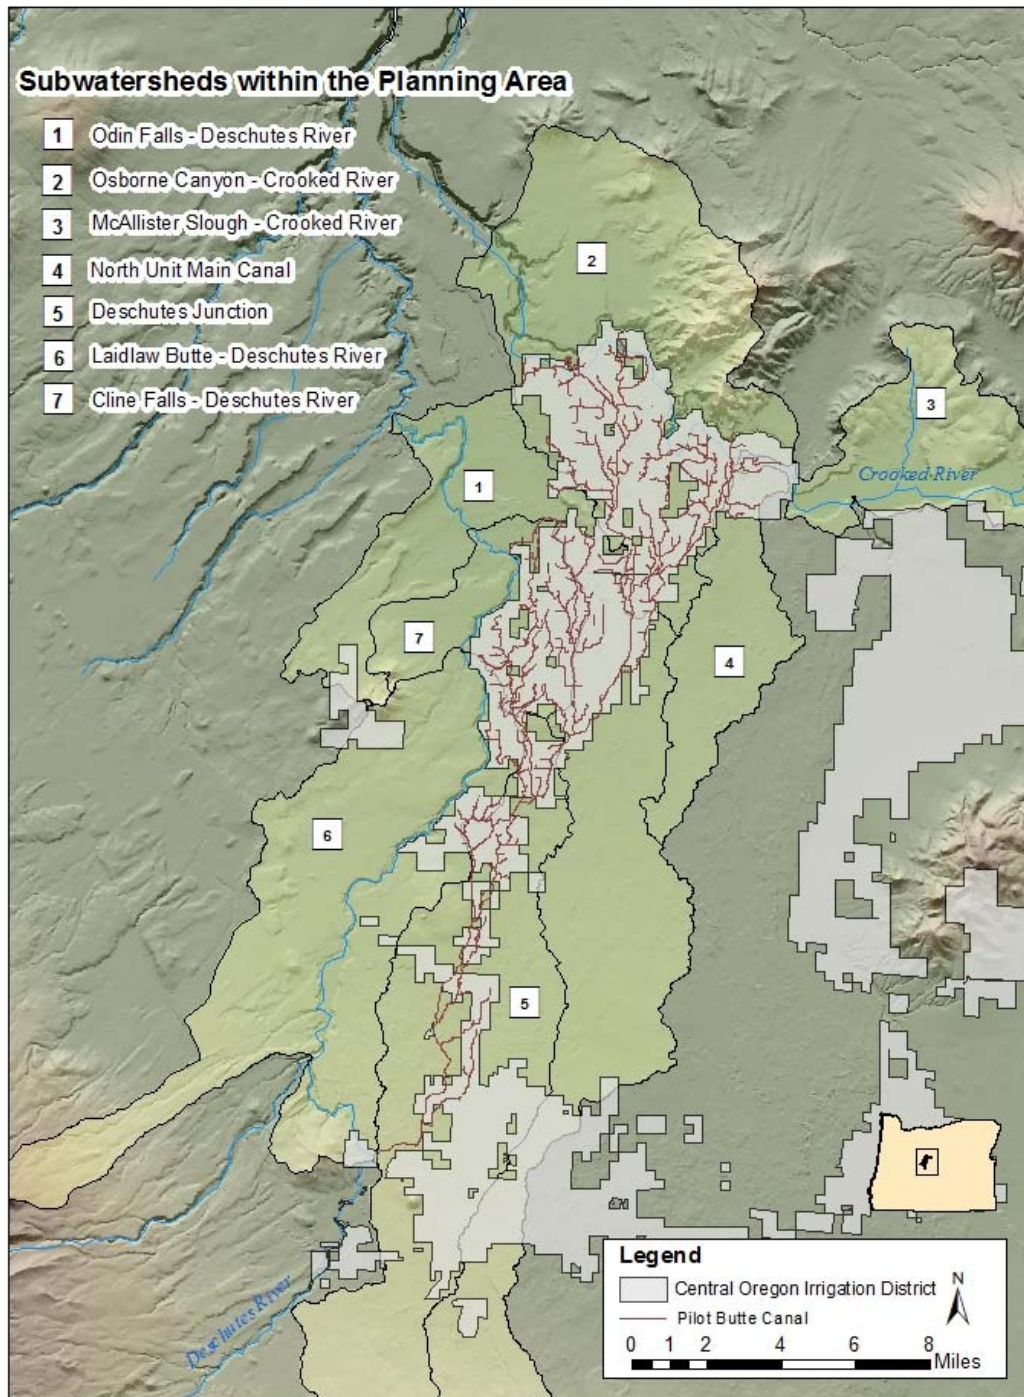 Subwatersheds within the Planning Area
1 Odin Falls - Deschutes River
2 Osborne Canyon - Crooked River
3 McAllister Slough - Crooked River
4 North Unit Main Canal
5 Deschutes Junction
6 Laidlaw Butte - Deschutes River
7 Cline Falls - Deschutes River
2
3
Crooked River
1
7
4
6
5
Deschutes River
Legend
Central Oregon Irrigation District
Pilot Butte Canal
N
0 1 2 4 6 8
Miles